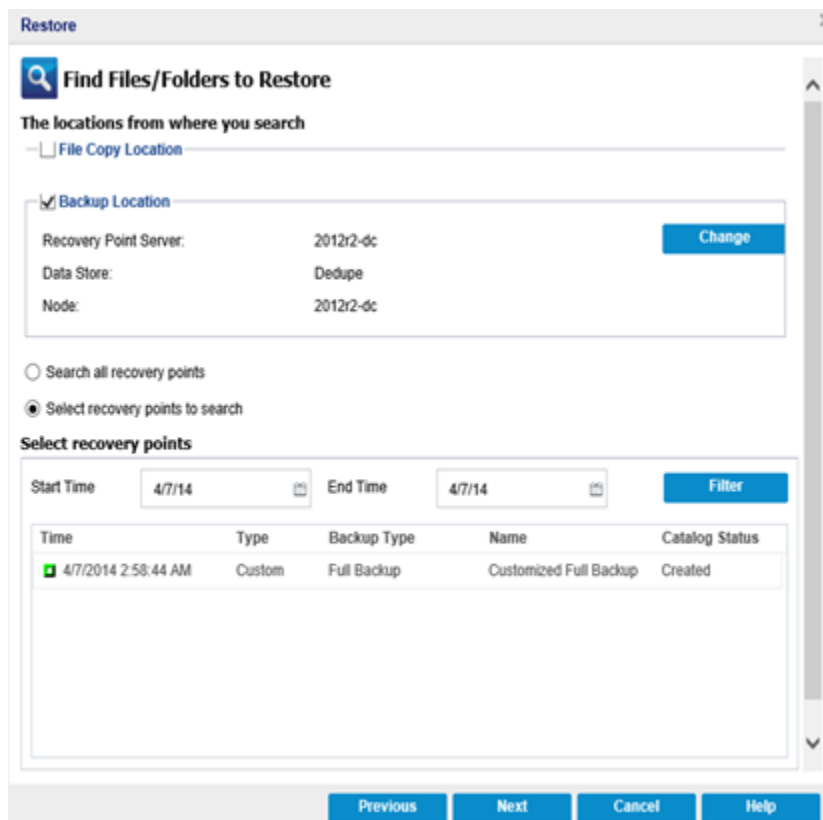 Restore
Find Files/Folders to Restore
The locations from where you search
File Copy Location
Backup Location
Recovery Point Server: 2012r2-dc Change
Data Store: Dedupe
Node: 2012r2-dc
Search all recovery points
Select recovery points to search
Select recovery points
Start Time 4/7/14 End Time 4/7/14 Filter
Time Type Backup Type Name Catalog Status
4/7/2014 2:58:44 AM Custom Full Backup Customized Full Backup Created
Previous Next Cancel Help